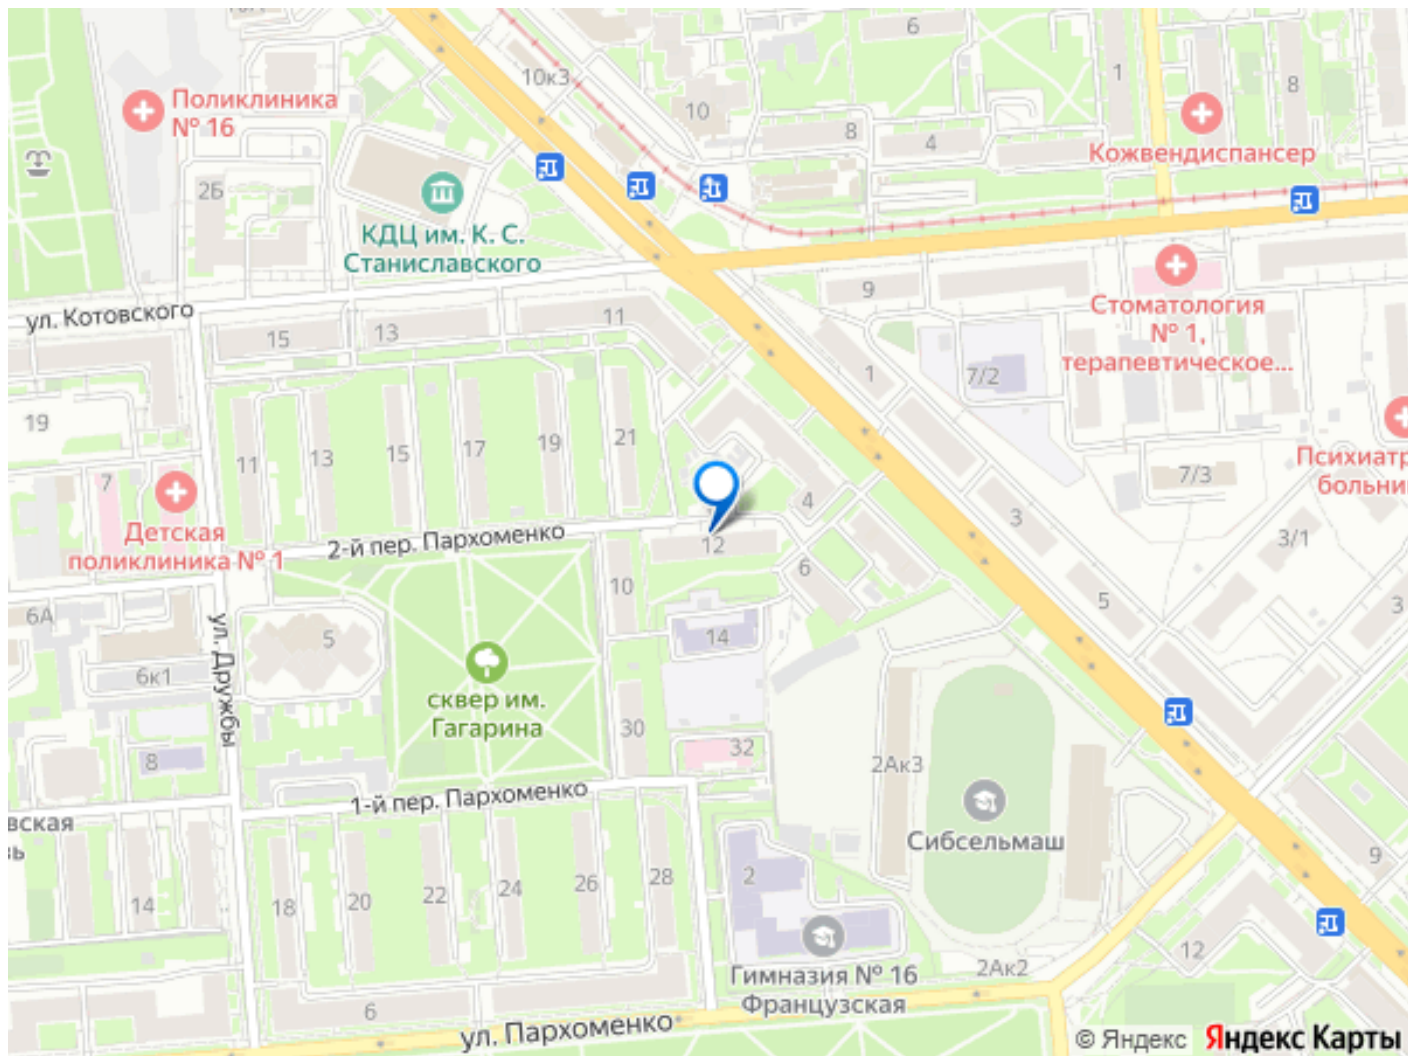 6
10к3
1
8
10
Поликлиника
№ 16
8
4
Кожвендиспансер
2Б
КДЦ им. К. С.
Станиславского
9
Стоматология
№ 1,
терапевтическое...
ул. Котовского
15
13
11
1
7/2
19
11
13
15
17
19
21
7
Детская
поликлиника № 1
4
7/3
Психиатр
больни
3
3/1
2-й пер. Пархоменко
12
6
10
5
3
6А
14
5
6к1
ул. Дружбы
сквер им.
Гагарина
30
32
8
2Ак3
1-й пер. Пархоменко
Сибсельмаш
вская
ь
9
2
28
26
24
22
20
18
14
12
Гимназия № 16
Французская
2Ак2
6
ул. Пархоменко
© Яндекс Яндекс Карты